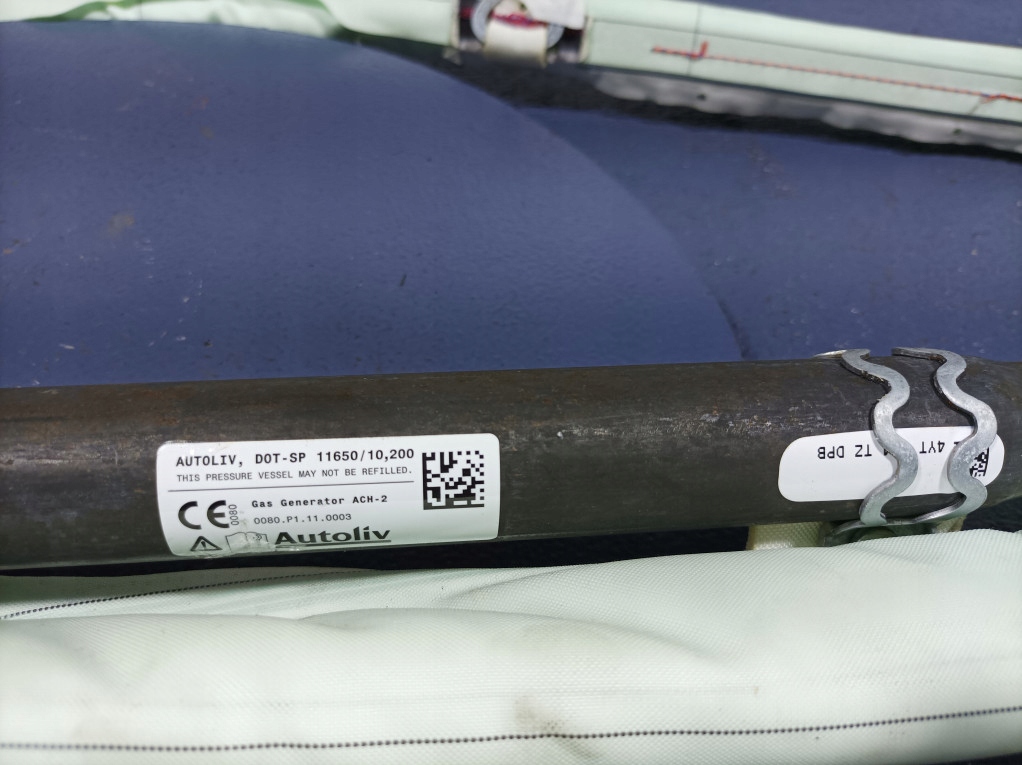 AUTOLIV, DOT-SP 11650/10,200
THIS PRESSURE VESSEL MAY NOT BE REFILLED.
CE 0080
Gas Generator ACH-2
0080.P1.11.0003
Autoliv
4YT
TZ DPB